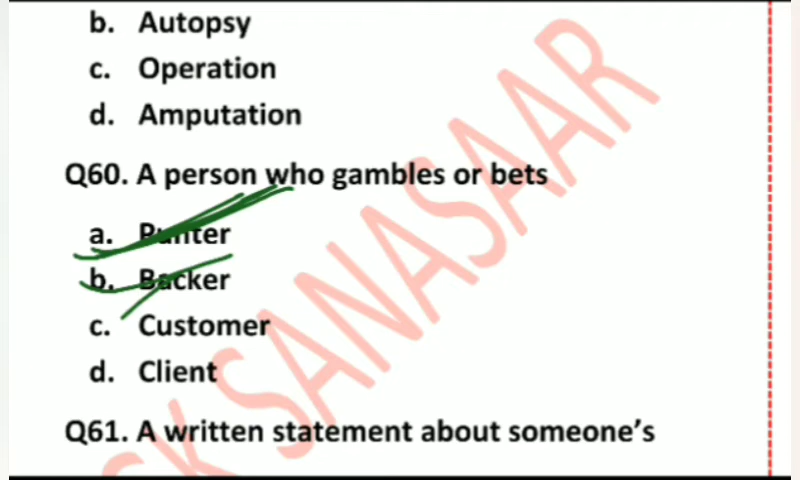 b. Autopsy
c. Operation
d. Amputation
Q60. A person who gambles or bets
a. Punter
b. Backer
c. Customer
d. Client
Q61. A written statement about someone's
SK SANASAAR